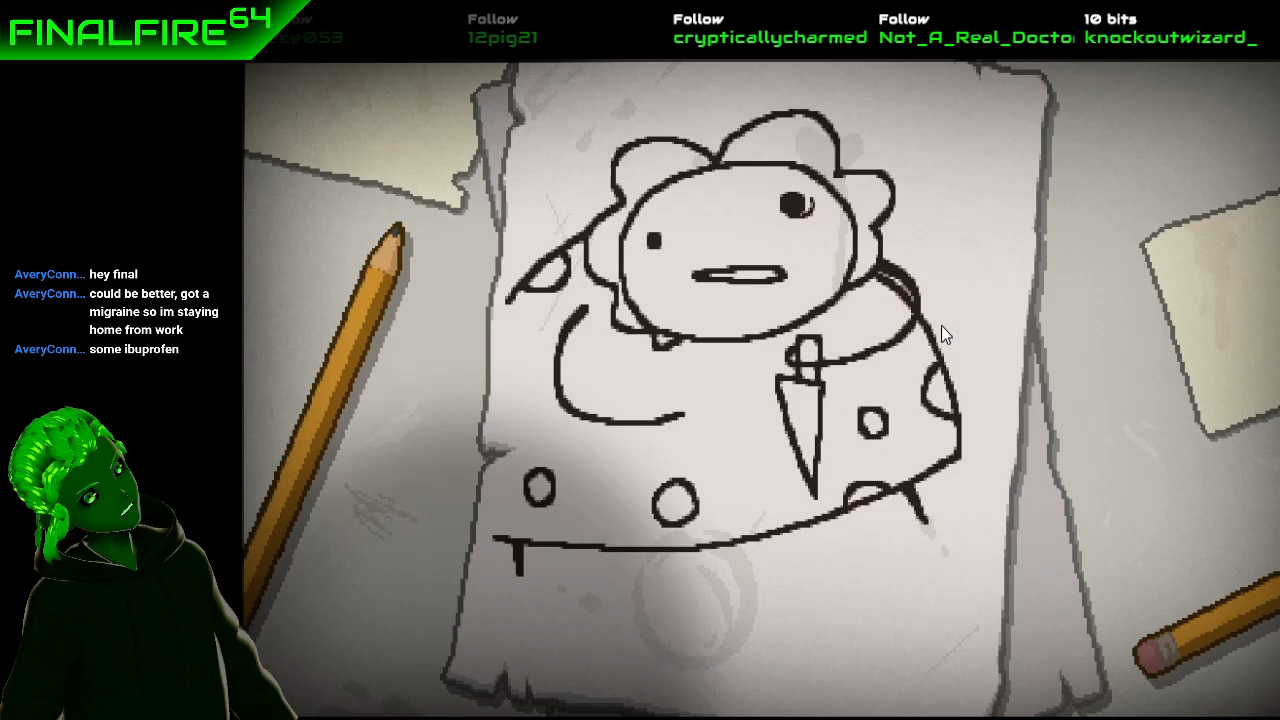 FINALFIRE64
Follow
Follow
Follow
10 bits
12pig21
cryptically­charmed
Not_A_Real_Docto
knockoutwizard_
AveryConn... hey final
AveryConn... could be better, got a
migraine so im staying
home from work
AveryConn... some ibuprofen